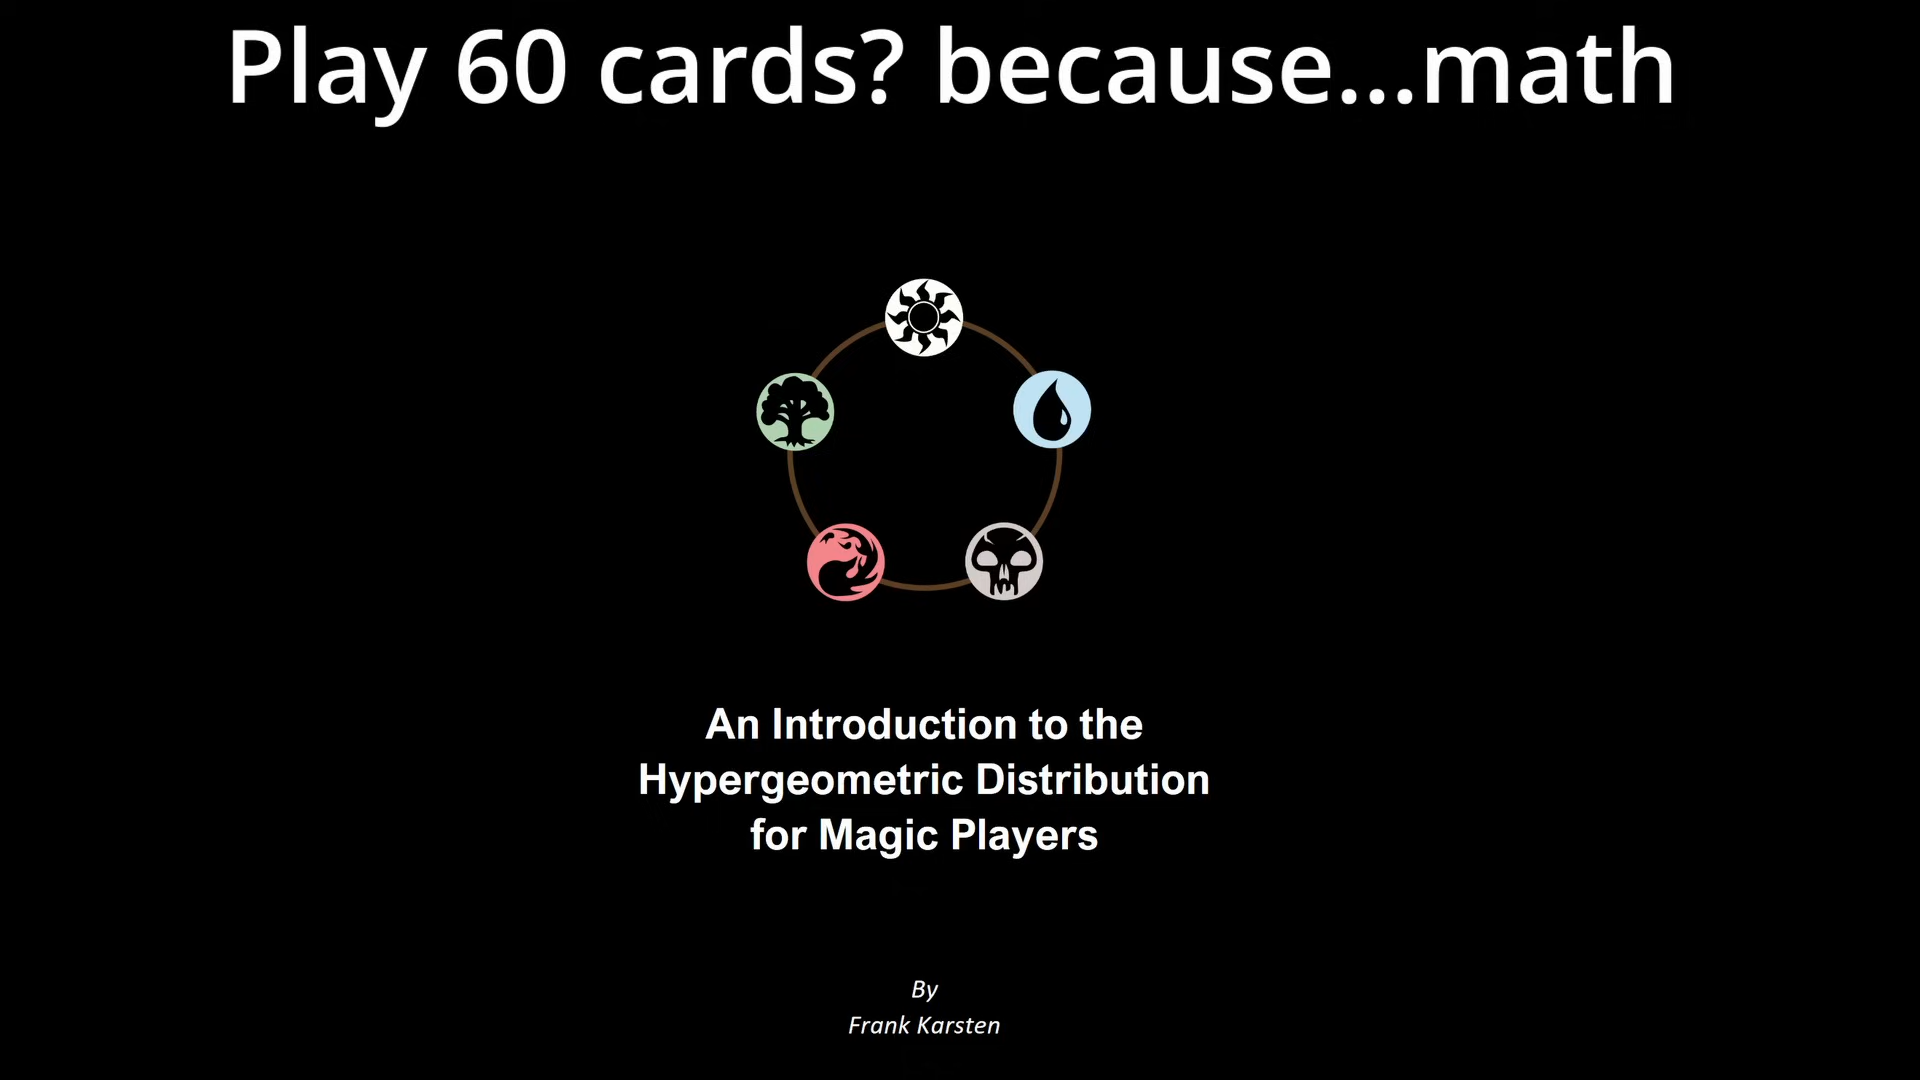 Play 60 cards? because...math
An Introduction to the
Hypergeometric Distribution
for Magic Players
By
Frank Karsten